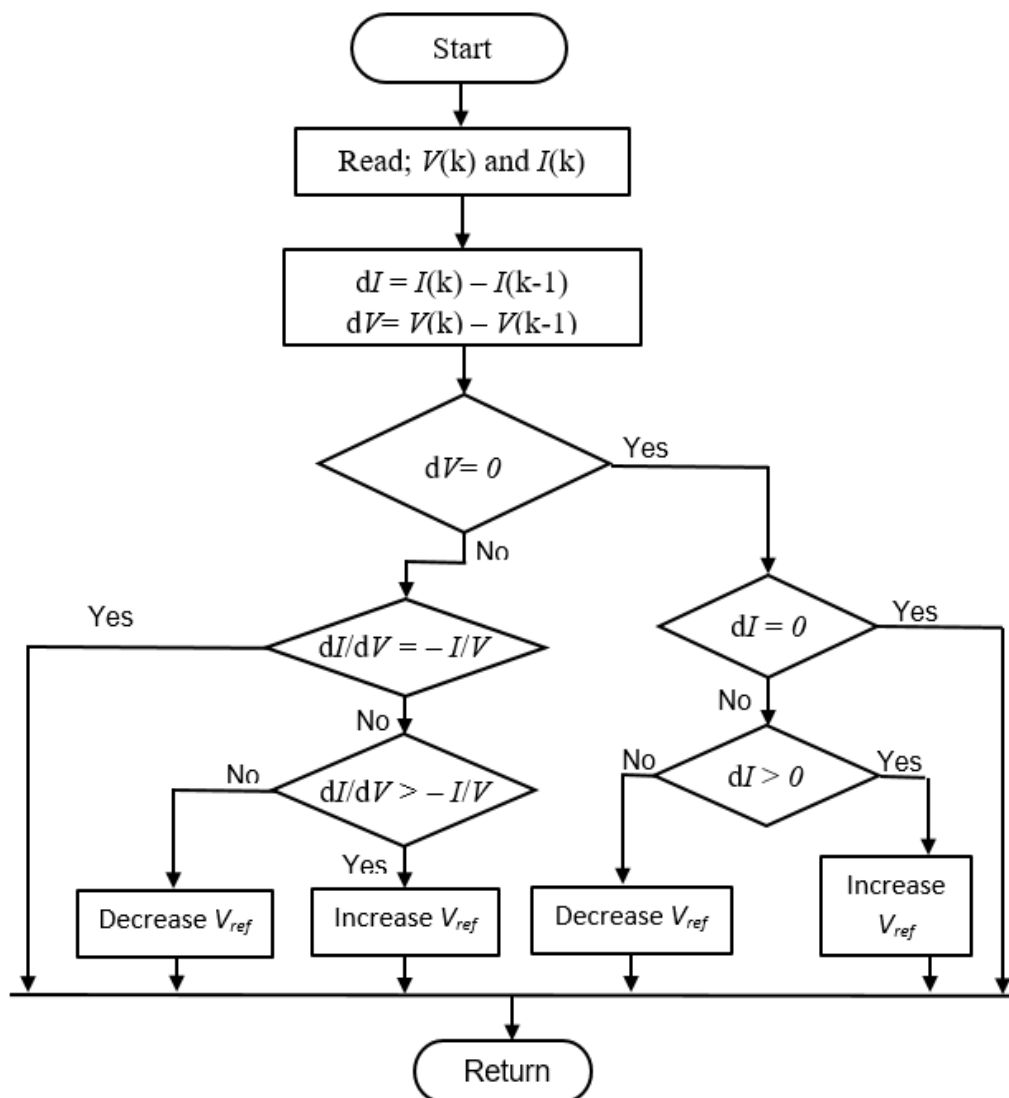 Start
Read; V(k) and I(k)
dI = I(k) – I(k-1)
dV= V(k) – V(k-1)
dV= 0
Yes
No
Yes
dI/dV = – I/V
dI = 0
Yes
No
No
No
dI/dV > – I/V
No
dI > 0
Yes
Yes
Decrease Vref
Increase Vref
Decrease Vref
Increase
Vref
Return